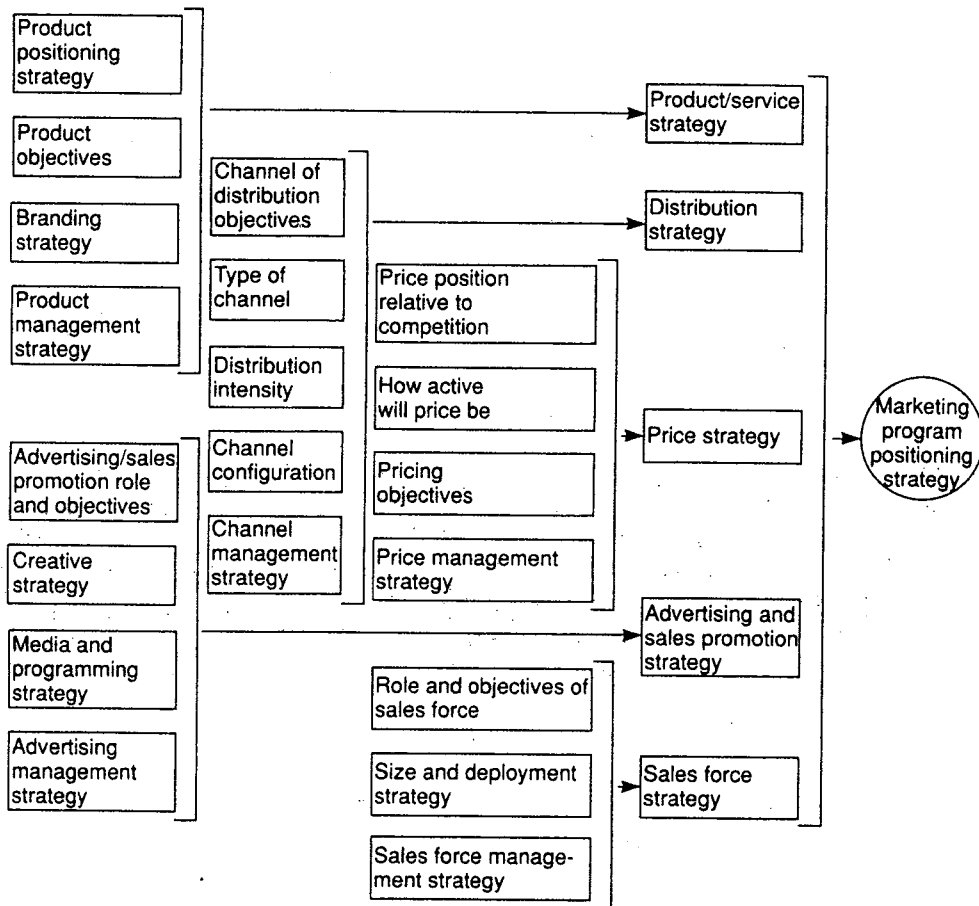 Product
positioning
strategy
Product
objectives
Branding
strategy
Product
management
strategy
Advertising/sales
promotion role
and objectives
Creative
strategy
Media and
programming
strategy
Advertising
management
strategy
Channel of
distribution
objectives
Type of
channel
Distribution
intensity
Channel
configuration
Channel
management
strategy
Price position
relative to
competition
How active
will price be
Pricing
objectives
Price management
strategy
Role and objectives of
sales force
Size and deployment
strategy
Sales force manage-
ment strategy
Product/service
strategy
Distribution
strategy
Price strategy
Advertising and
sales promotion
strategy
Sales force
strategy
Marketing
program
positioning
strategy